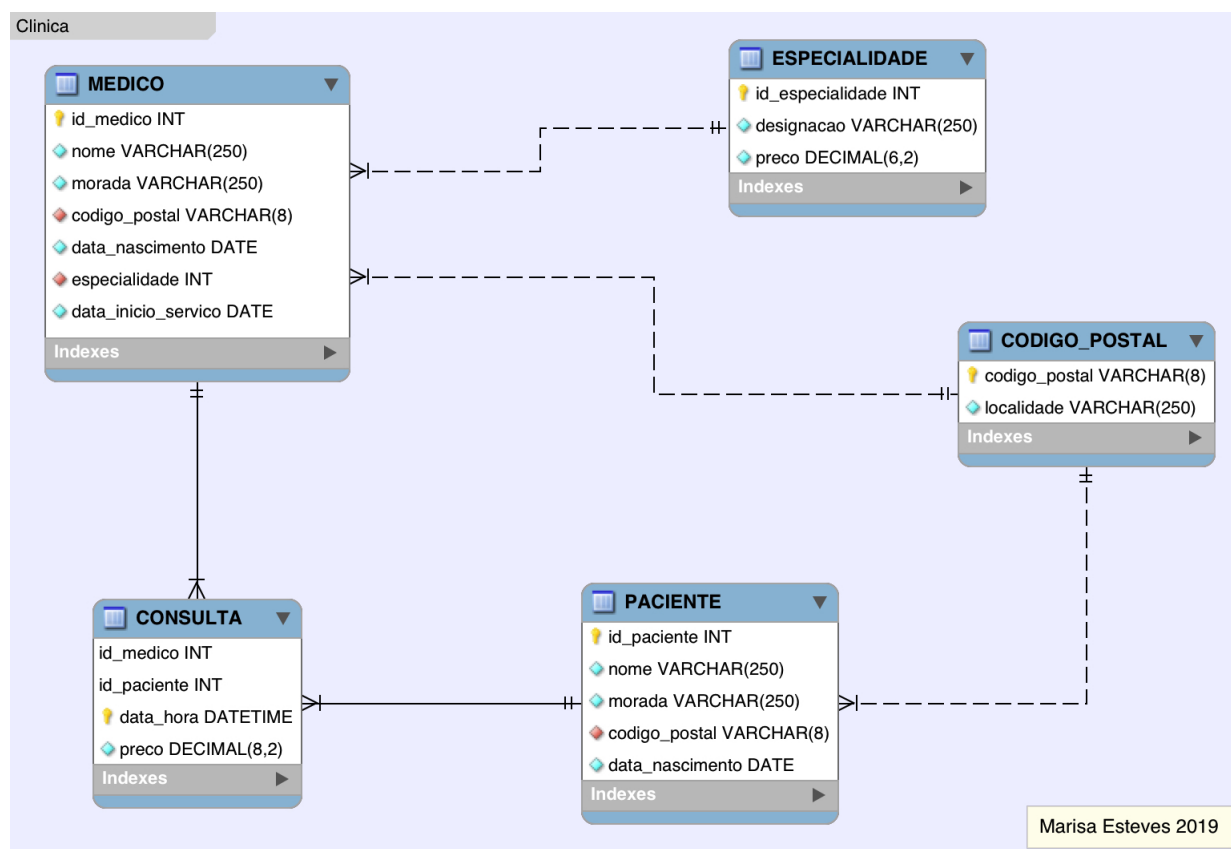 Clinica
MEDICO
id_medico INT
nome VARCHAR(250)
morada VARCHAR(250)
codigo_postal VARCHAR(8)
data_nascimento DATE
especialidade INT
data_inicio_servico DATE
Indexes
ESPECIALIDADE
id_especialidade INT
designacao VARCHAR(250)
preco DECIMAL(6,2)
Indexes
CODIGO_POSTAL
codigo_postal VARCHAR(8)
localidade VARCHAR(250)
Indexes
CONSULTA
id_medico INT
id_paciente INT
data_hora DATETIME
preco DECIMAL(8,2)
Indexes
PACIENTE
id_paciente INT
nome VARCHAR(250)
morada VARCHAR(250)
codigo_postal VARCHAR(8)
data_nascimento DATE
Indexes
Marisa Esteves 2019